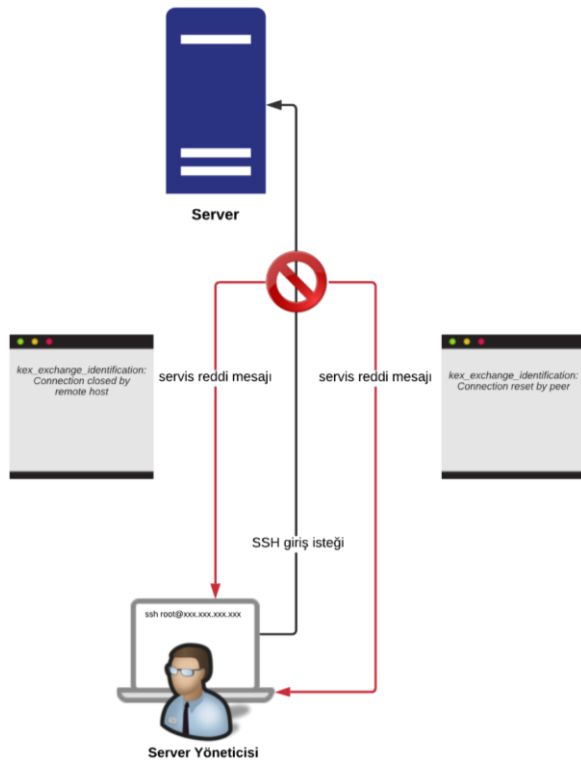 Server
kex_exchange_identification:
Connection closed by
remote host
servis reddi mesajı
servis reddi mesajı
kex_exchange_identification:
Connection reset by peer
SSH giriş isteği
ssh root@xxx.xxx.xxx.xxx
Server Yöneticisi